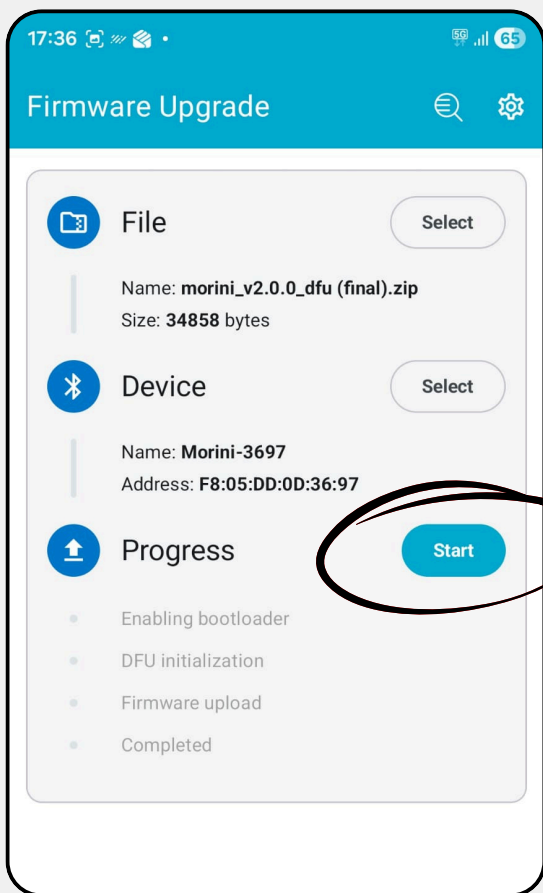 17:36
5G
65
Firmware Upgrade
File
Select
Name: morini_v2.0.0_dfu (final).zip
Size: 34858 bytes
Device
Select
Name: Morini-3697
Address: F8:05:DD:0D:36:97
Progress
Start
Enabling bootloader
DFU initialization
Firmware upload
Completed